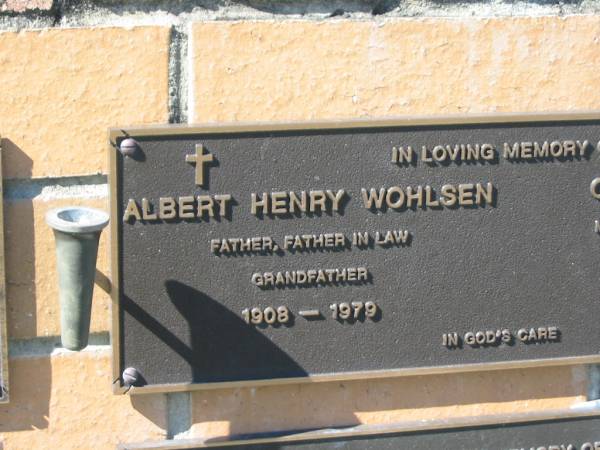 IN LOVING MEMORY
ALBERT HENRY WOHLSEN
FATHER, FATHER IN LAW
GRANDFATHER
1908 — 1979
IN GOD'S CARE